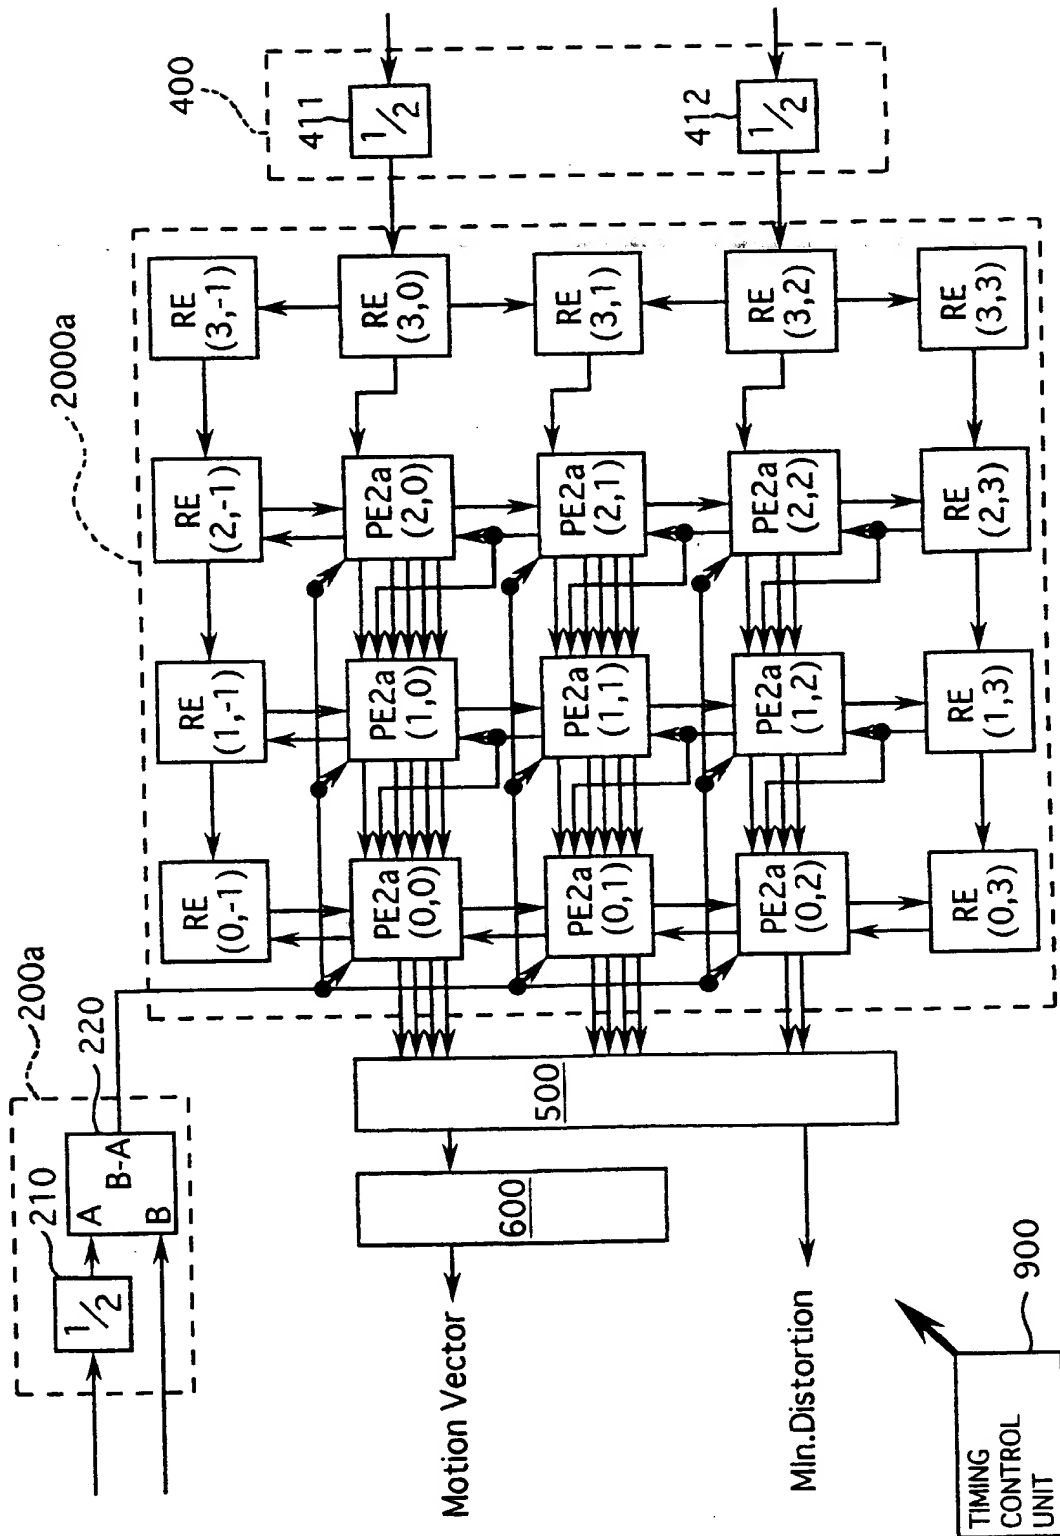 200a
210
1/2
A
B-A
B
220
2000a
400
411
1/2
412
1/2
RE
(0,-1)
RE
(1,-1)
RE
(2,-1)
RE
(3,-1)
PE2a
(0,0)
PE2a
(1,0)
PE2a
(2,0)
RE
(3,0)
PE2a
(0,1)
PE2a
(1,1)
PE2a
(2,1)
RE
(3,1)
PE2a
(0,2)
PE2a
(1,2)
PE2a
(2,2)
RE
(3,2)
RE
(0,3)
RE
(1,3)
RE
(2,3)
RE
(3,3)
500
600
Motion Vector
MIn.Distortion
TIMING
CONTROL
UNIT
900